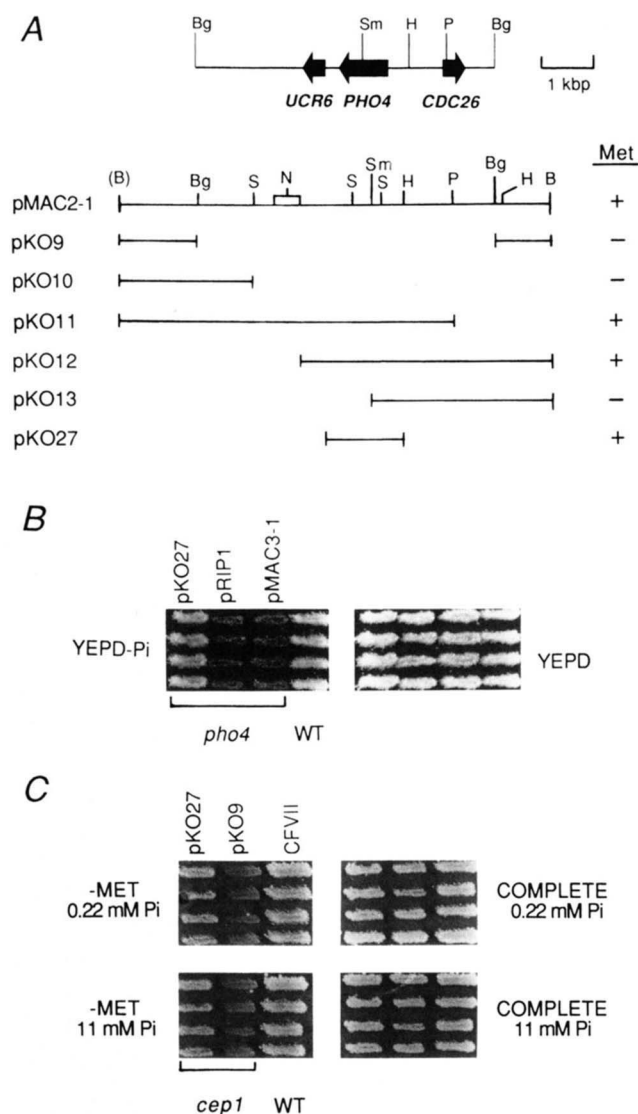 A
Bg Sm H P Bg
UCR6 PHO4 CDC26
1 kbp
Met
(B) Bg S N S Sm S H P Bg H B
pMAC2-1 +
pKO9 –
pKO10 –
pKO11 +
pKO12 +
pKO13 –
pKO27 +
B
pKO27 pRIP1 pMAC3-1
YEPD-Pi YEPD
pho4 WT
C
pKO27 pKO9 CFVII
-MET
0.22 mM Pi
COMPLETE
0.22 mM Pi
-MET
11 mM Pi
COMPLETE
11 mM Pi
cep1 WT